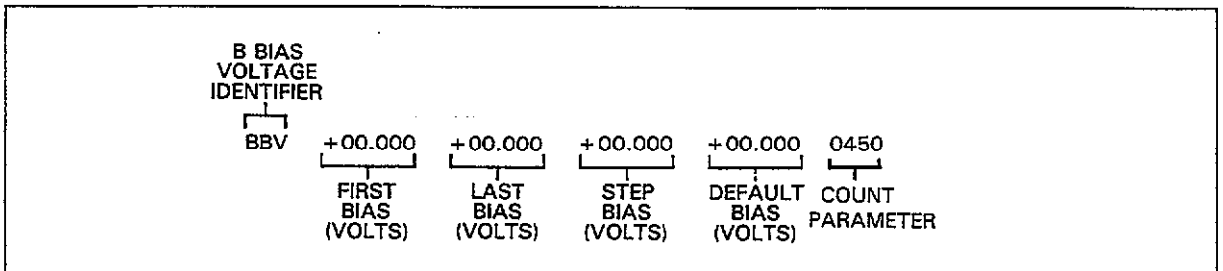 B BIAS
VOLTAGE
IDENTIFIER
BBV +00.000 +00.000 +00.000 +00.000 0450
FIRST BIAS (VOLTS) LAST BIAS (VOLTS) STEP BIAS (VOLTS) DEFAULT BIAS (VOLTS) COUNT PARAMETER